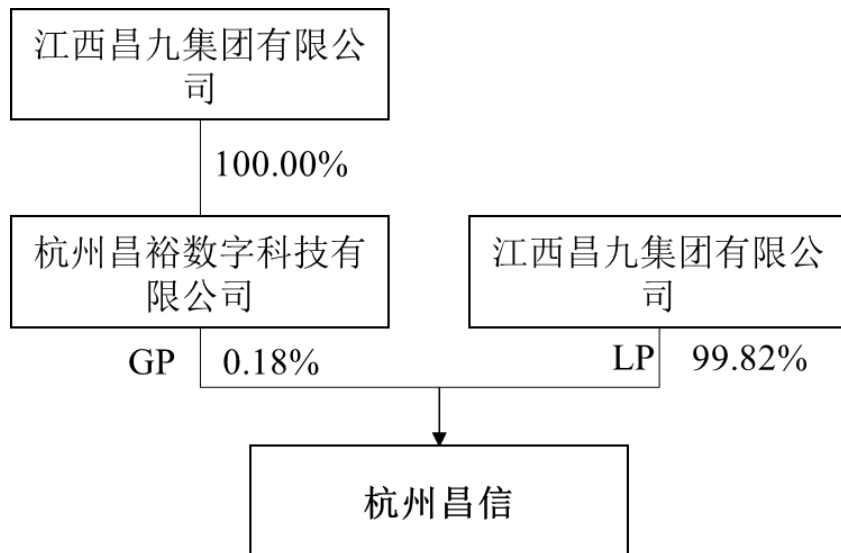 江西昌九集团有限公
司
100.00%
杭州昌裕数字科技有
限公司
江西昌九集团有限公
司
GP 0.18%
LP 99.82%
杭州昌信